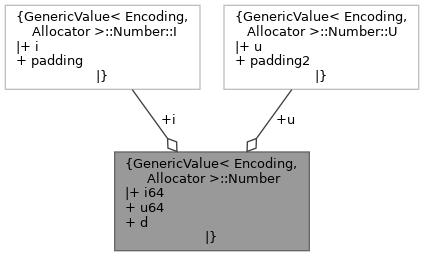 {GenericValue< Encoding,
Allocator >::Number::I
|+ i
+ padding
|}
{GenericValue< Encoding,
Allocator >::Number::U
|+ u
+ padding2
|}
+i
+u
{GenericValue< Encoding,
Allocator >::Number
|+ i64
+ u64
+ d
|}